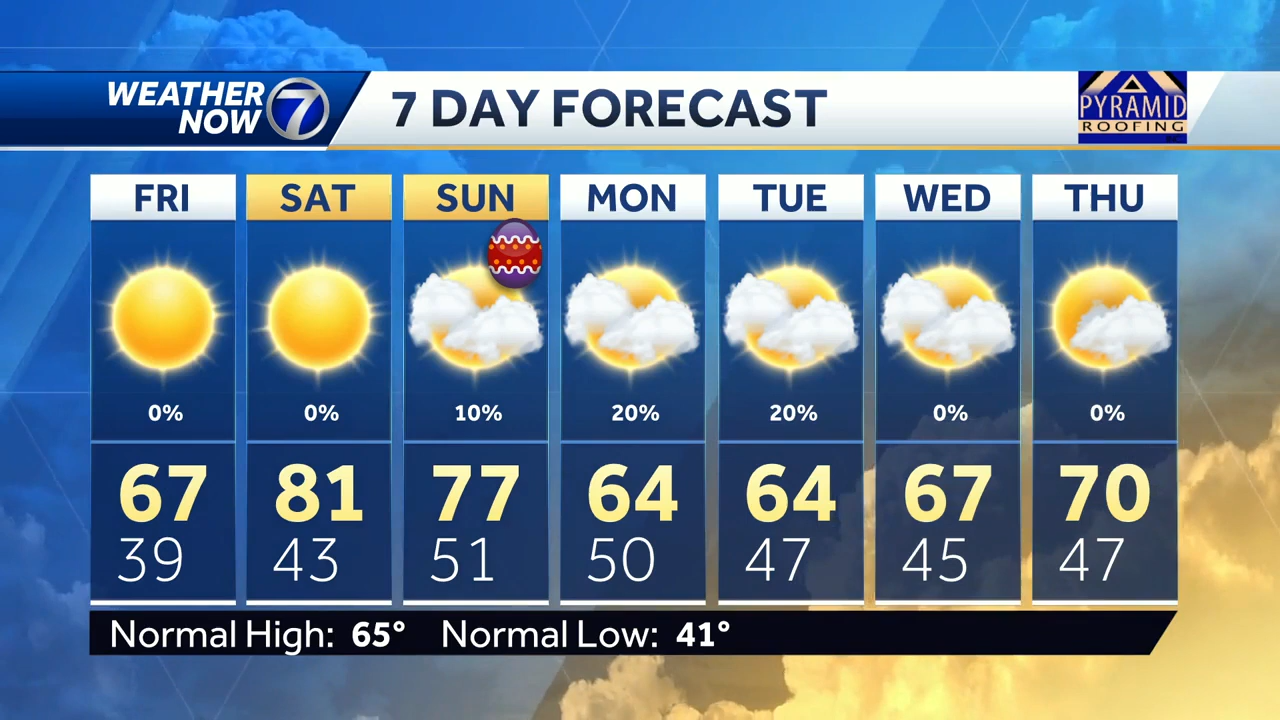 WEATHER
NOW 7
7 DAY FORECAST
PYRAMID
ROOFING
FRI SAT SUN MON TUE WED THU
0% 0% 10% 20% 20% 0% 0%
67 81 77 64 64 67 70
39 43 51 50 47 45 47
Normal High: 65° Normal Low: 41°